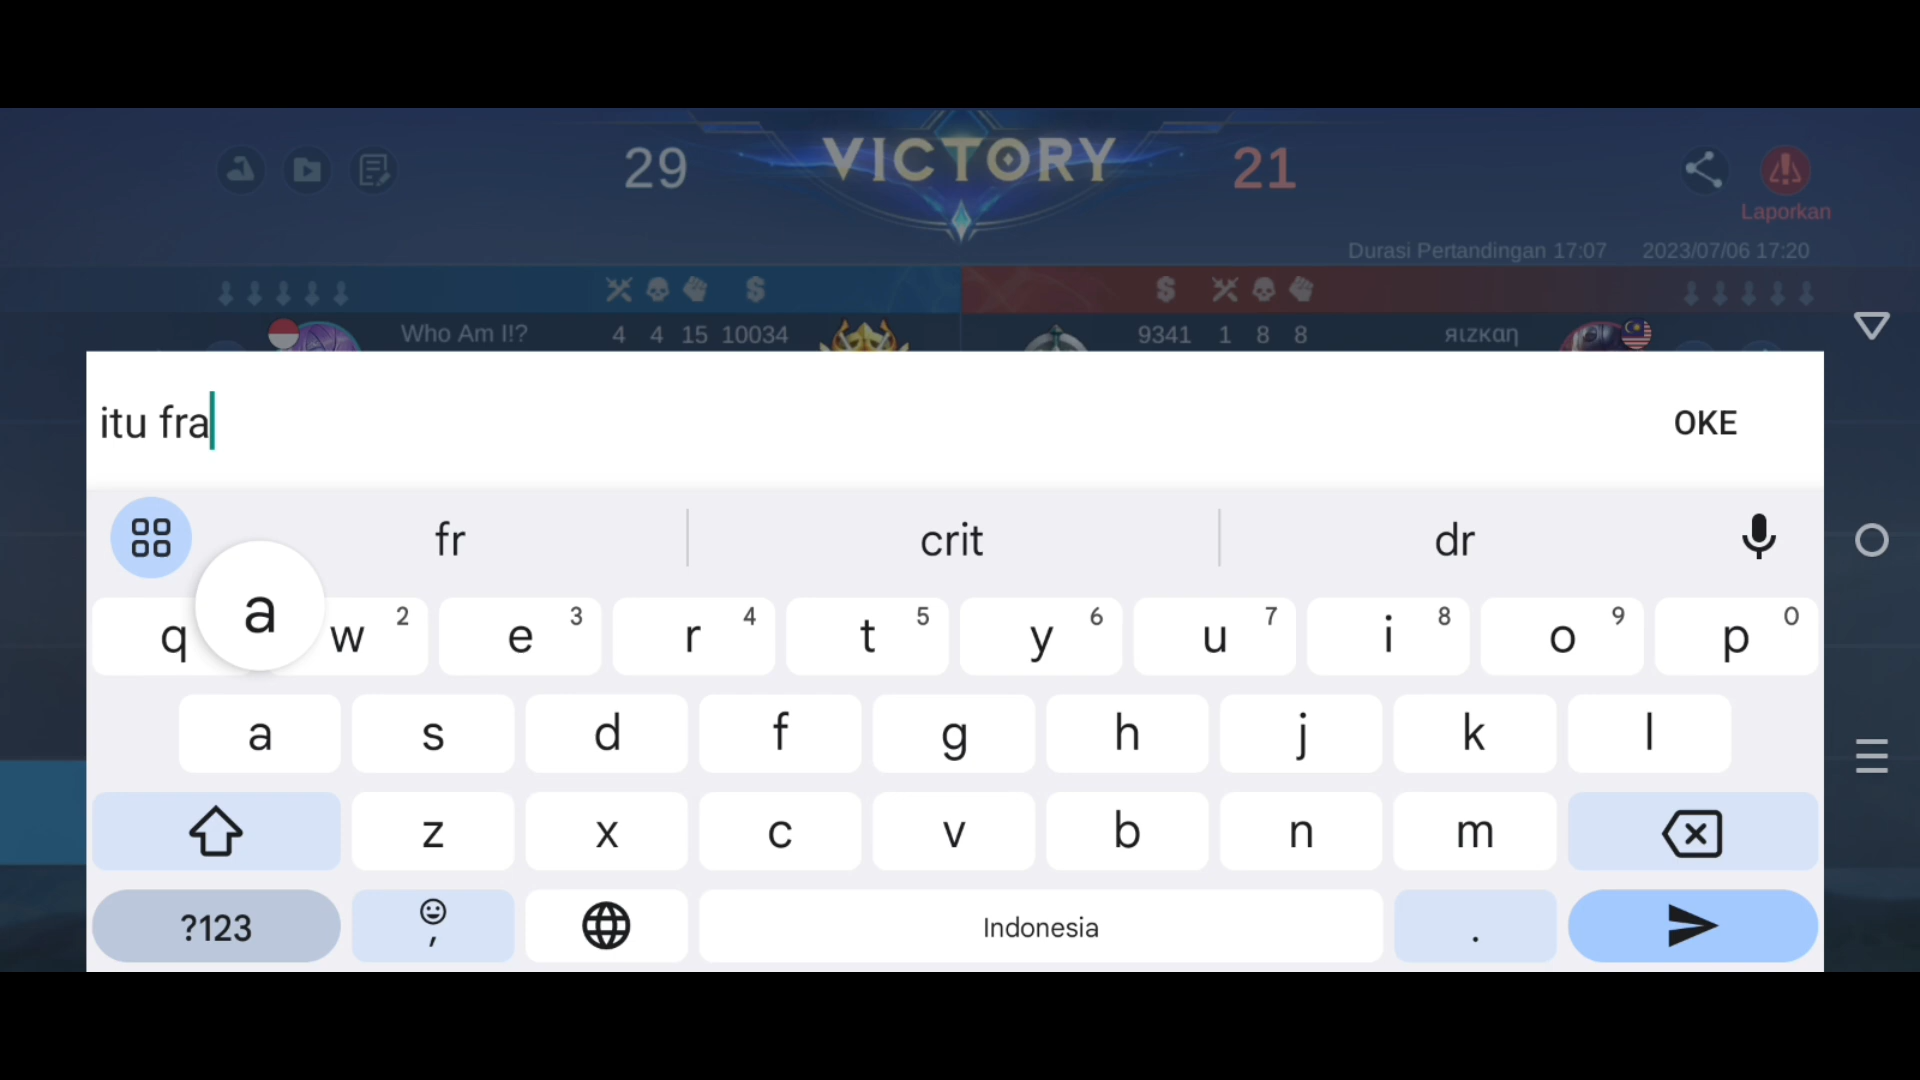 29 VICTORY 21
Laporkan
Durasi Pertandingan 17:07 2023/07/06 17:20
Who Am I!? 4 4 15 10034 9341 1 8 8 яιzкαη
itu fra OKE
fr crit dr
a
q w 2 e 3 r 4 t 5 y 6 u 7 i 8 o 9 p 0
a s d f g h j k l
z x c v b n m
?123 , Indonesia .